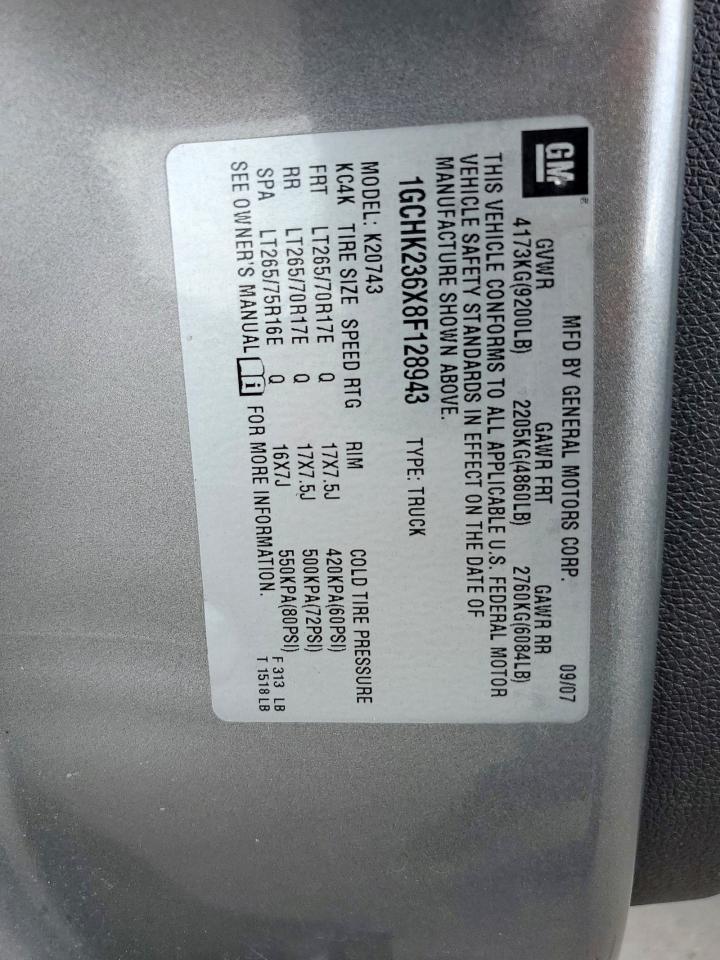 GM
MFD BY GENERAL MOTORS CORP. 09/07
GVWR GAWR FRT GAWR RR
4173KG(9200LB) 2205KG(4860LB) 2760KG(6084LB)
THIS VEHICLE CONFORMS TO ALL APPLICABLE U.S. FEDERAL MOTOR
VEHICLE SAFETY STANDARDS IN EFFECT ON THE DATE OF
MANUFACTURE SHOWN ABOVE.
1GCHK236X8F128943 TYPE: TRUCK
MODEL: K20743
KC4K TIRE SIZE SPEED RTG RIM COLD TIRE PRESSURE
FRT LT265/70R17E Q 17X7.5J 420KPA(60PSI)
RR LT265/70R17E Q 17X7.5J 500KPA(72PSI)
SPA LT265/75R16E Q 16X7J 550KPA(80PSI) F 313 LB
SEE OWNER'S MANUAL i FOR MORE INFORMATION. T 1518 LB